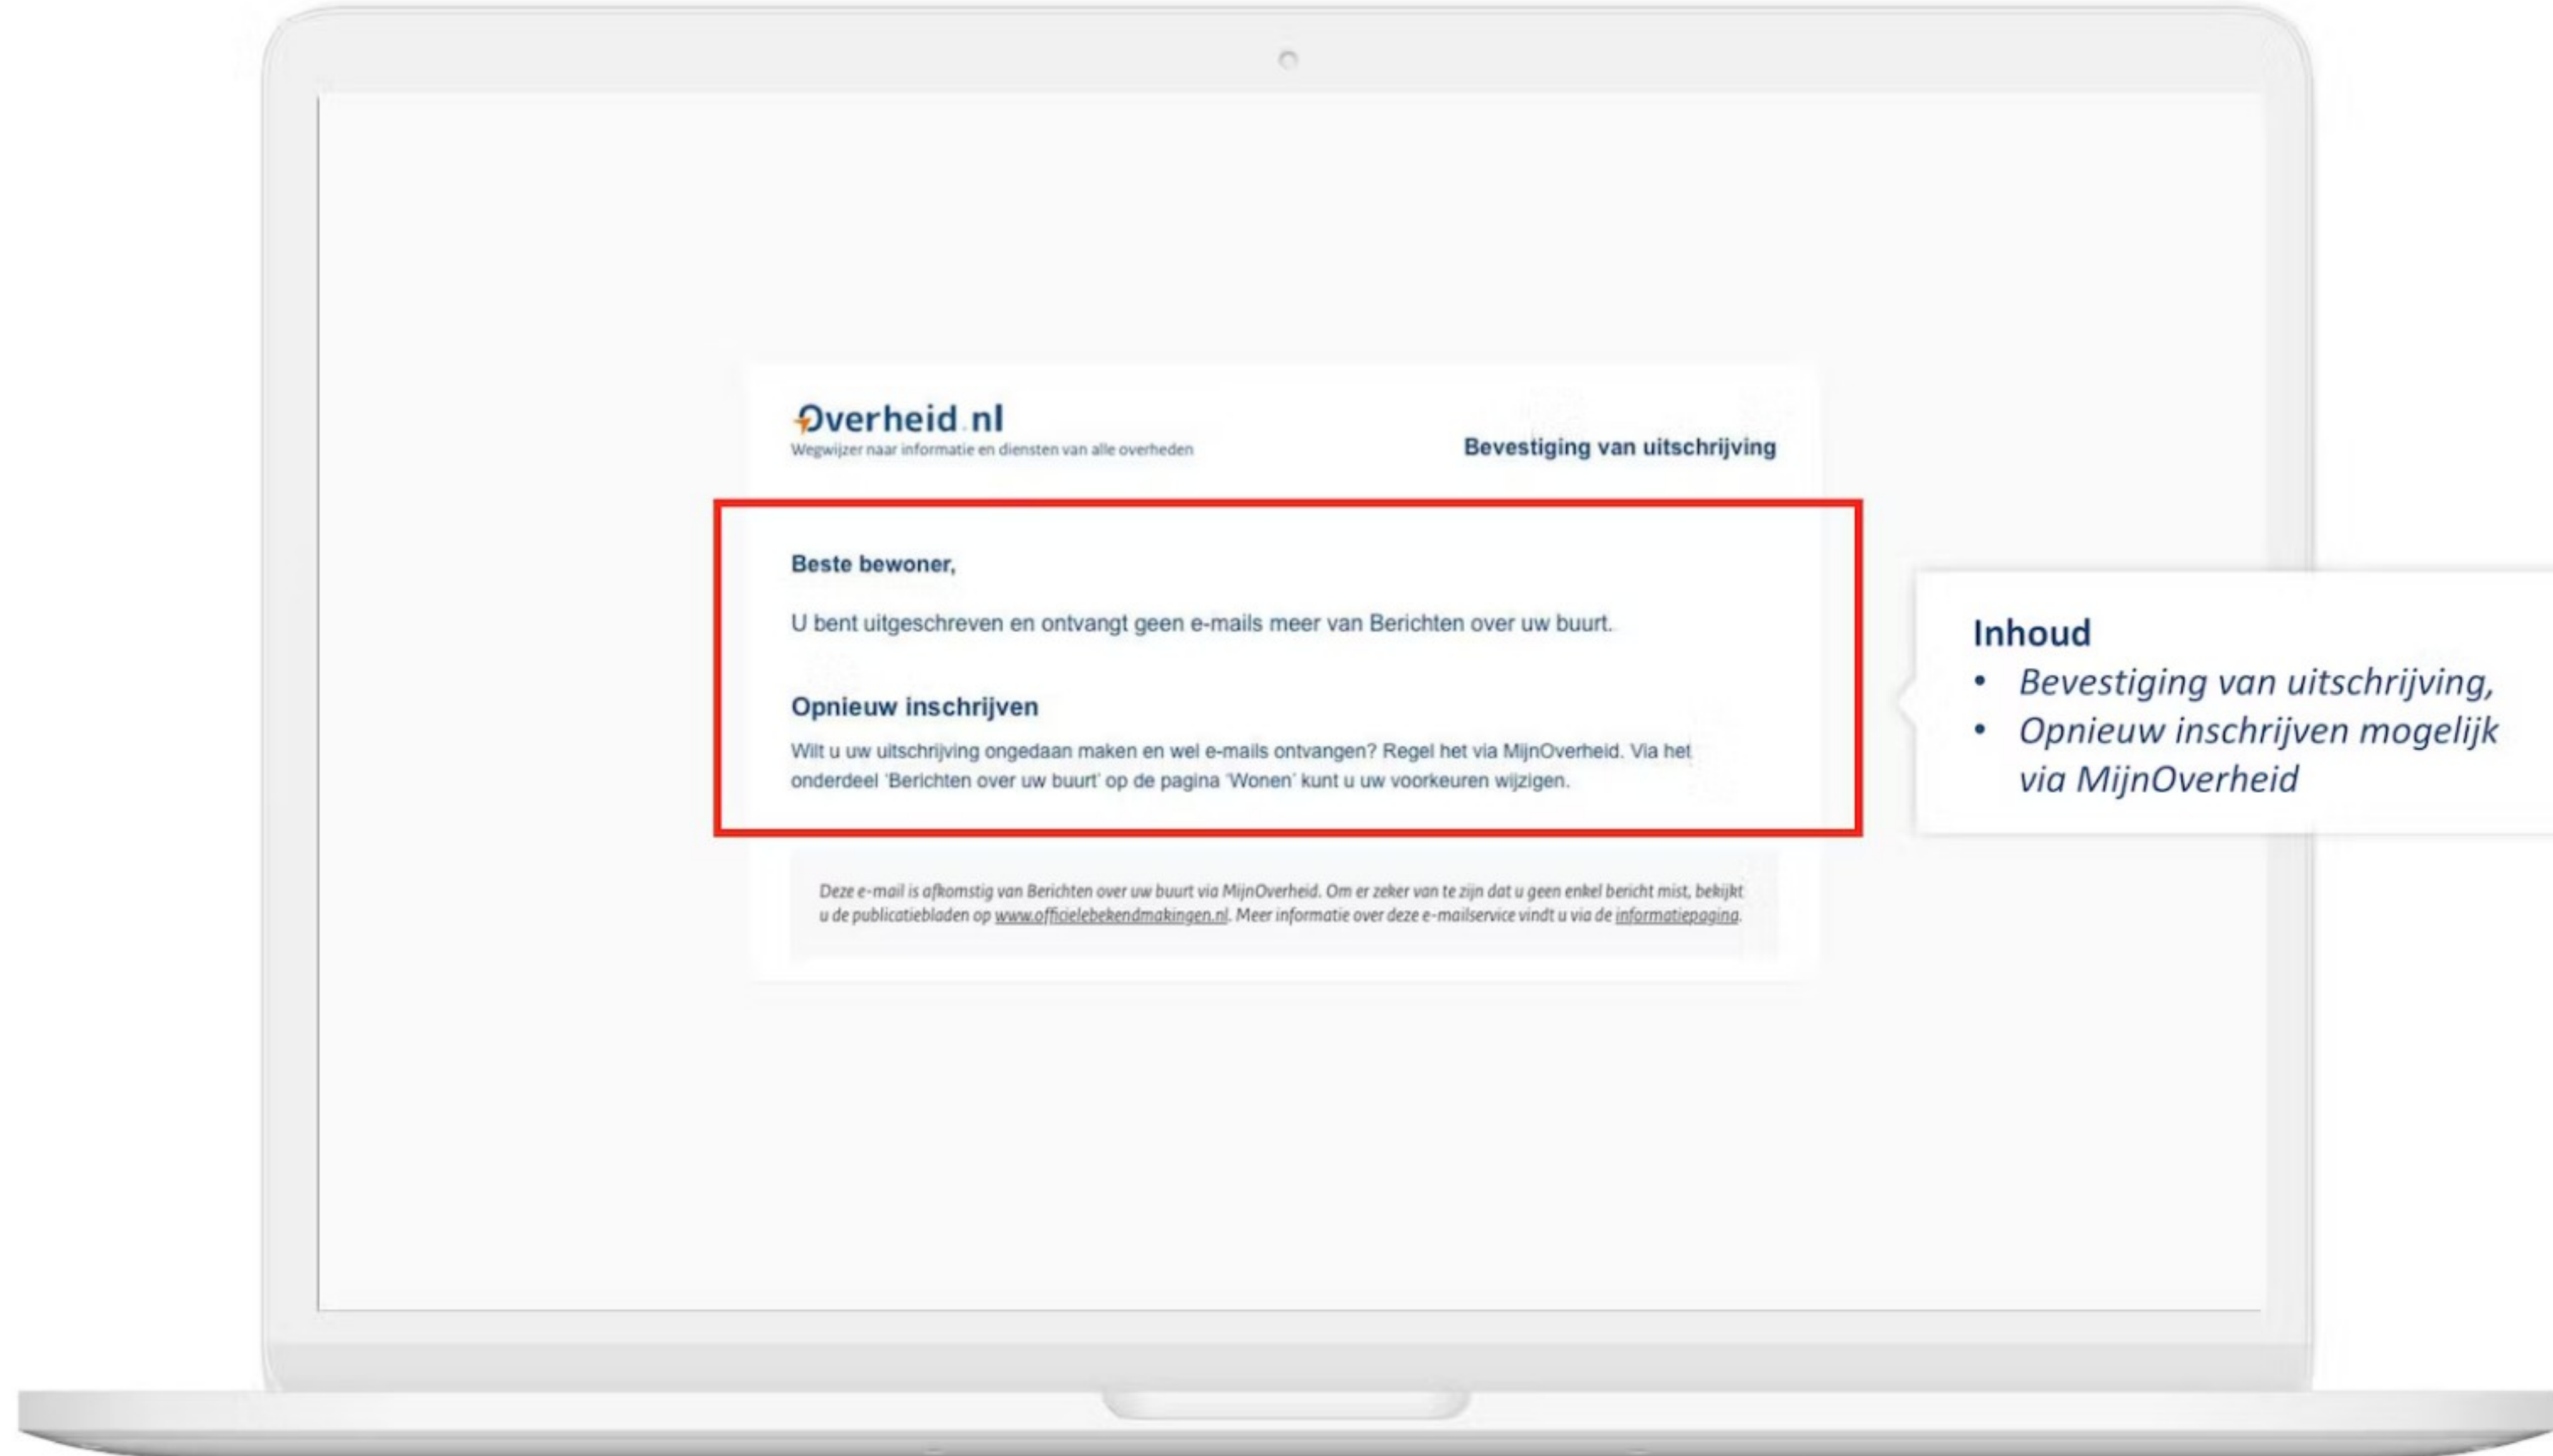 Overheid.nl
Wegwijzer naar informatie en diensten van alle overheden
Bevestiging van uitschrijving
Beste bewoner,
U bent uitgeschreven en ontvangt geen e-mails meer van Berichten over uw buurt.
Opnieuw inschrijven
Wilt u uw uitschrijving ongedaan maken en wel e-mails ontvangen? Regel het via MijnOverheid. Via het
onderdeel 'Berichten over uw buurt' op de pagina 'Wonen' kunt u uw voorkeuren wijzigen.
Deze e-mail is afkomstig van Berichten over uw buurt via MijnOverheid. Om er zeker van te zijn dat u geen enkel bericht mist, bekijkt
u de publicatiebladen op www.officielebekendmakingen.nl. Meer informatie over deze e-mailservice vindt u via de informatiepagina.
Inhoud
• Bevestiging van uitschrijving,
• Opnieuw inschrijven mogelijk
via MijnOverheid